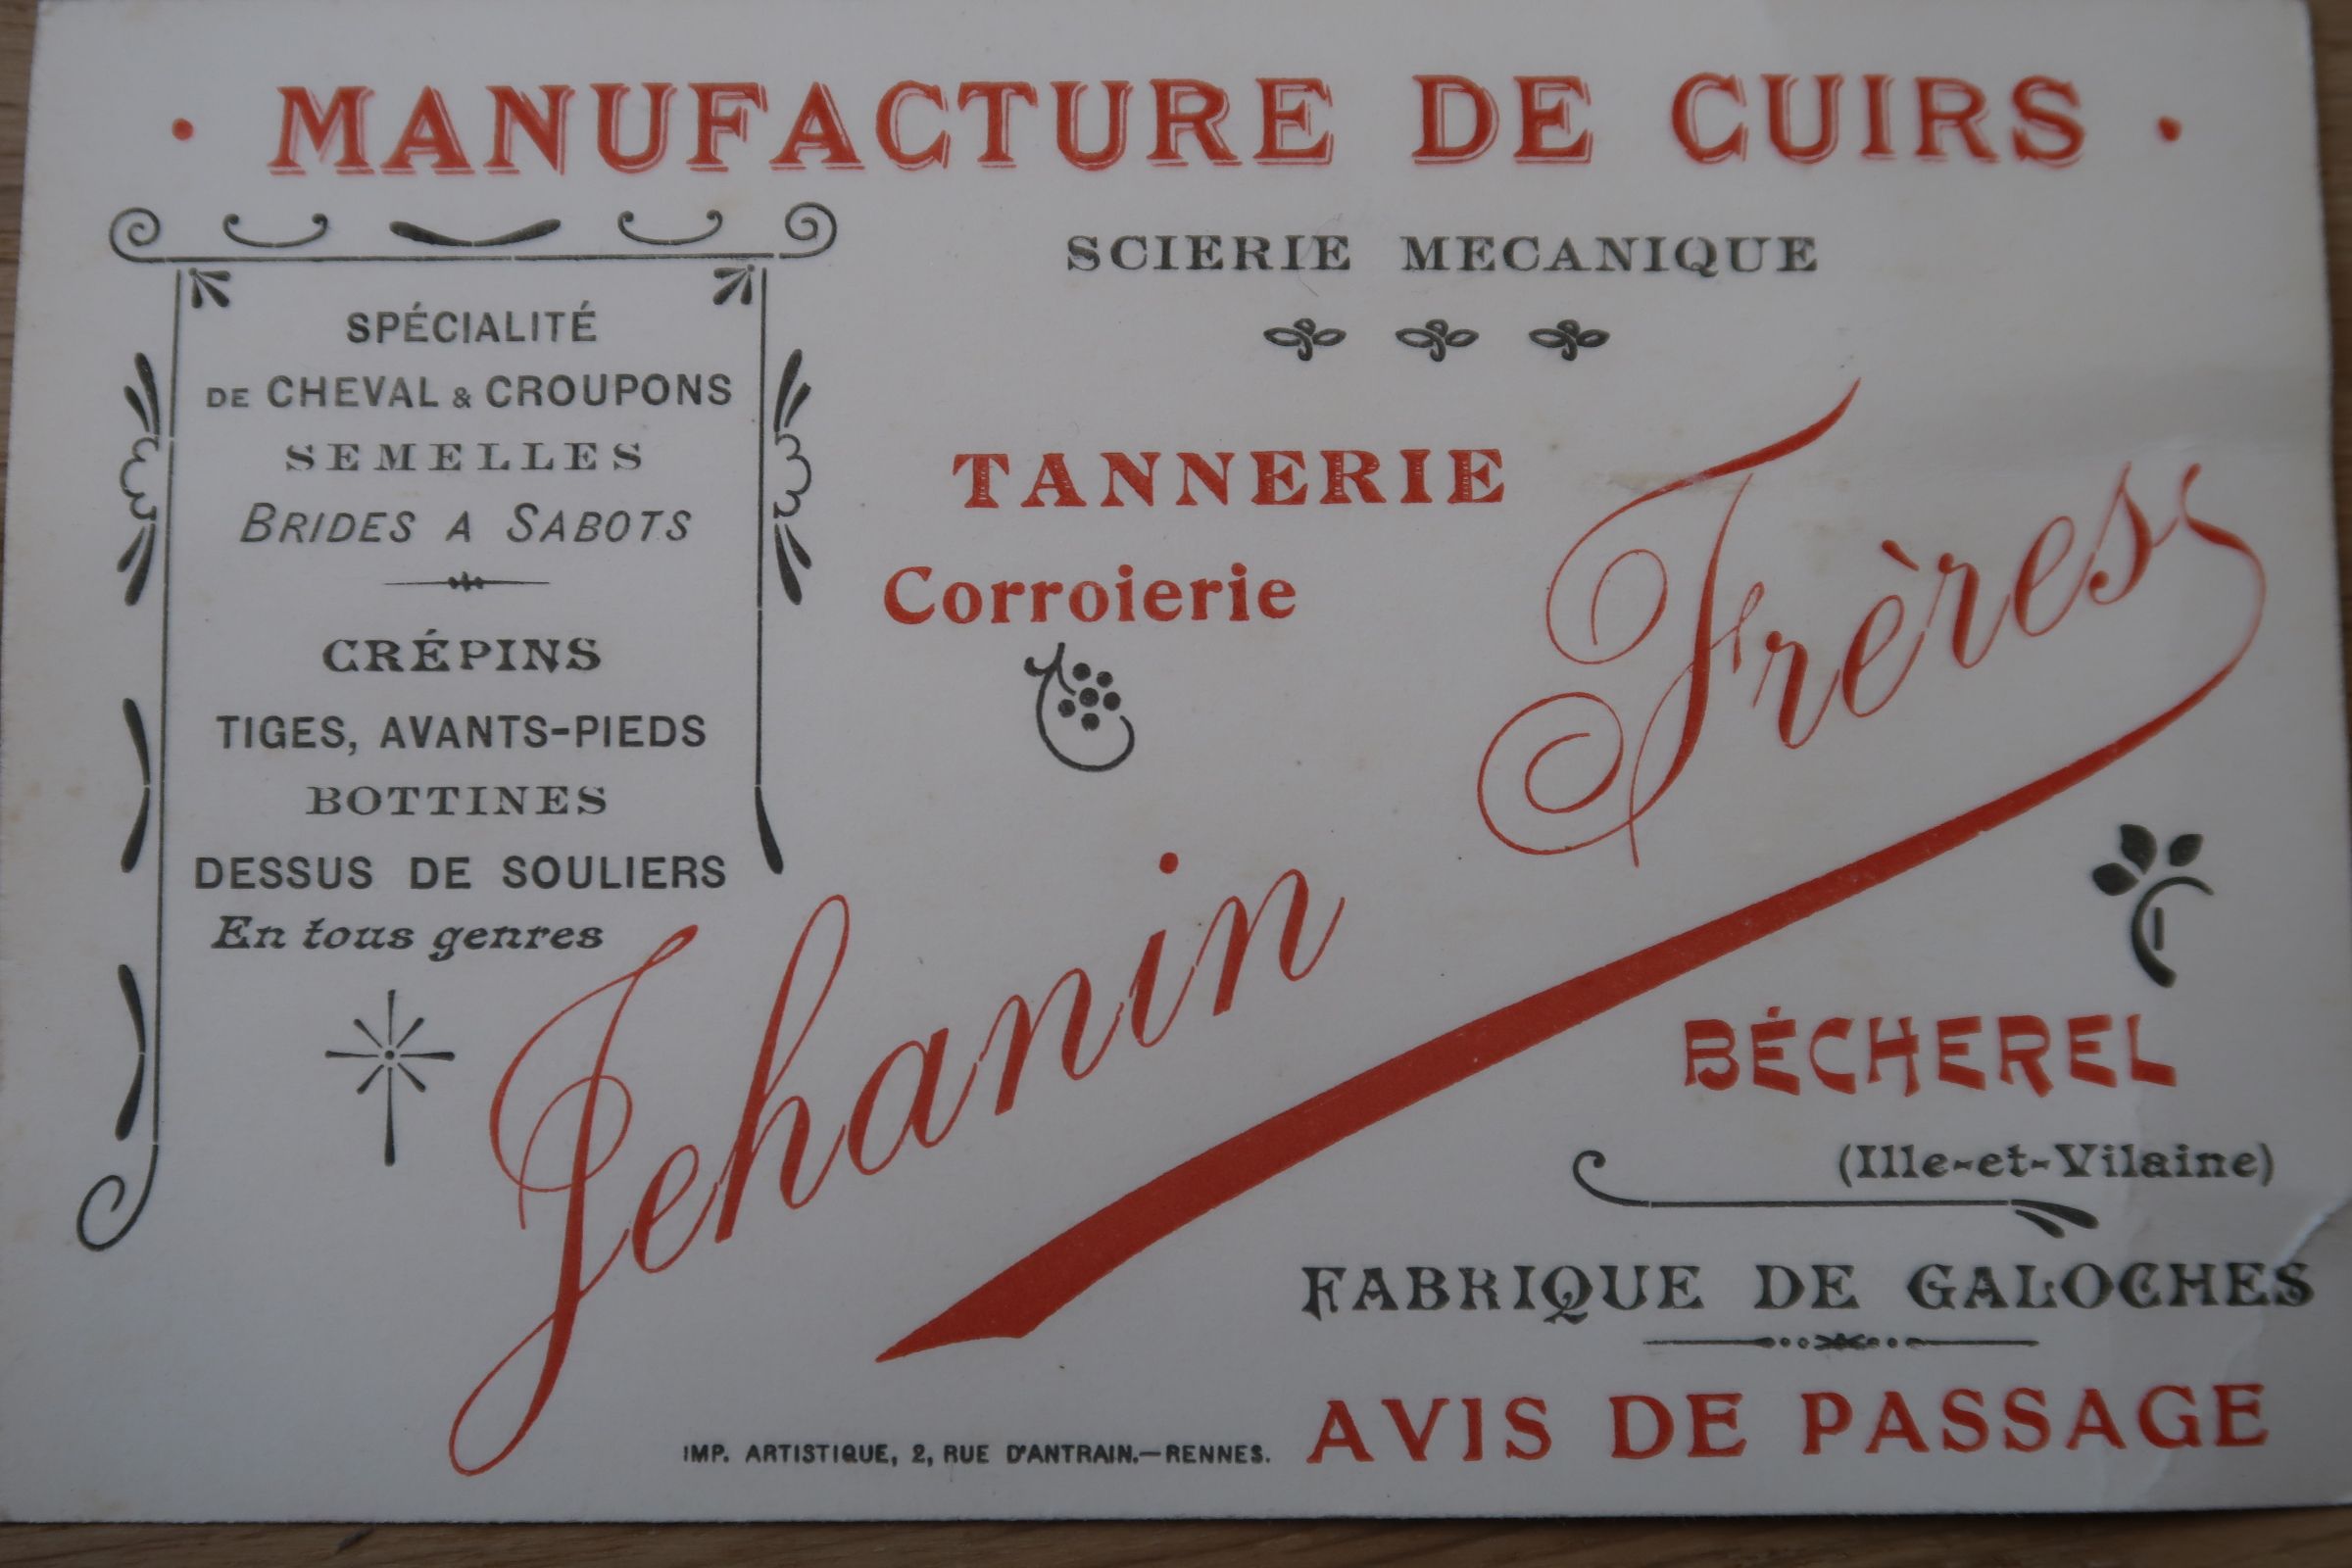 • MANUFACTURE DE CUIRS •
SCIERIE MECANIQUE
SPÉCIALITÉ
DE CHEVAL & CROUPONS
SEMELLES
BRIDES A SABOTS
CRÉPINS
TIGES, AVANTS-PIEDS
BOTTINES
DESSUS DE SOULIERS
En tous genres
TANNERIE
Corroierie
Jehanin Frères
BÉCHEREL
(Ille-et-Vilaine)
FABRIQUE DE GALOCHES
AVIS DE PASSAGE
IMP. ARTISTIQUE, 2, RUE D'ANTRAIN.—RENNES.